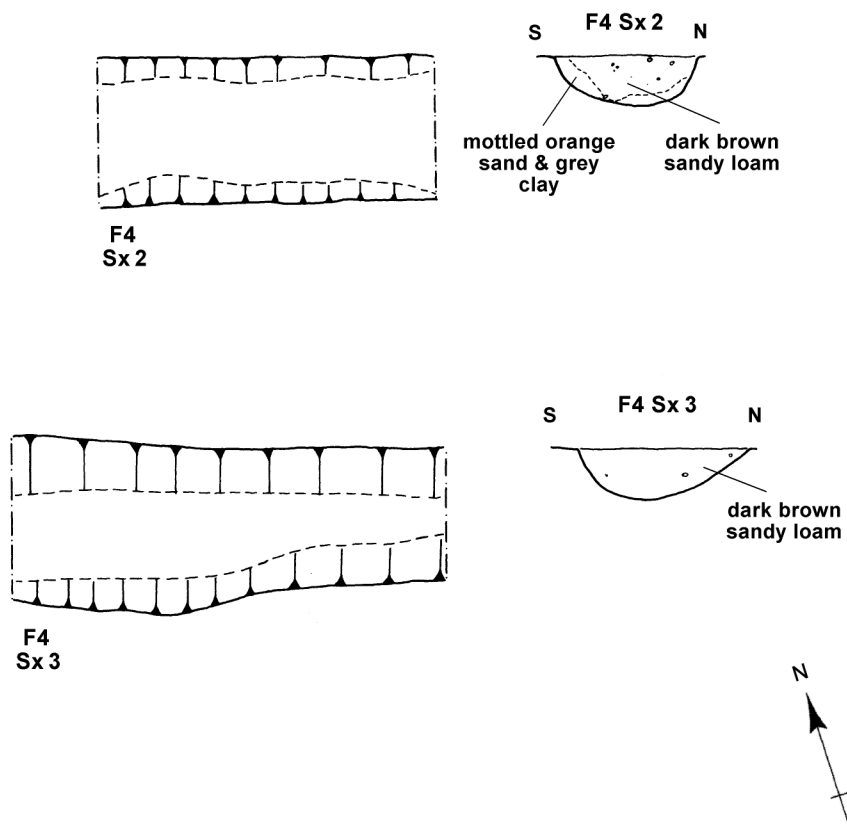 F4 Sx 2
S N
mottled orange
sand & grey
clay
dark brown
sandy loam
F4
Sx 2
F4 Sx 3
S N
dark brown
sandy loam
F4
Sx 3
N